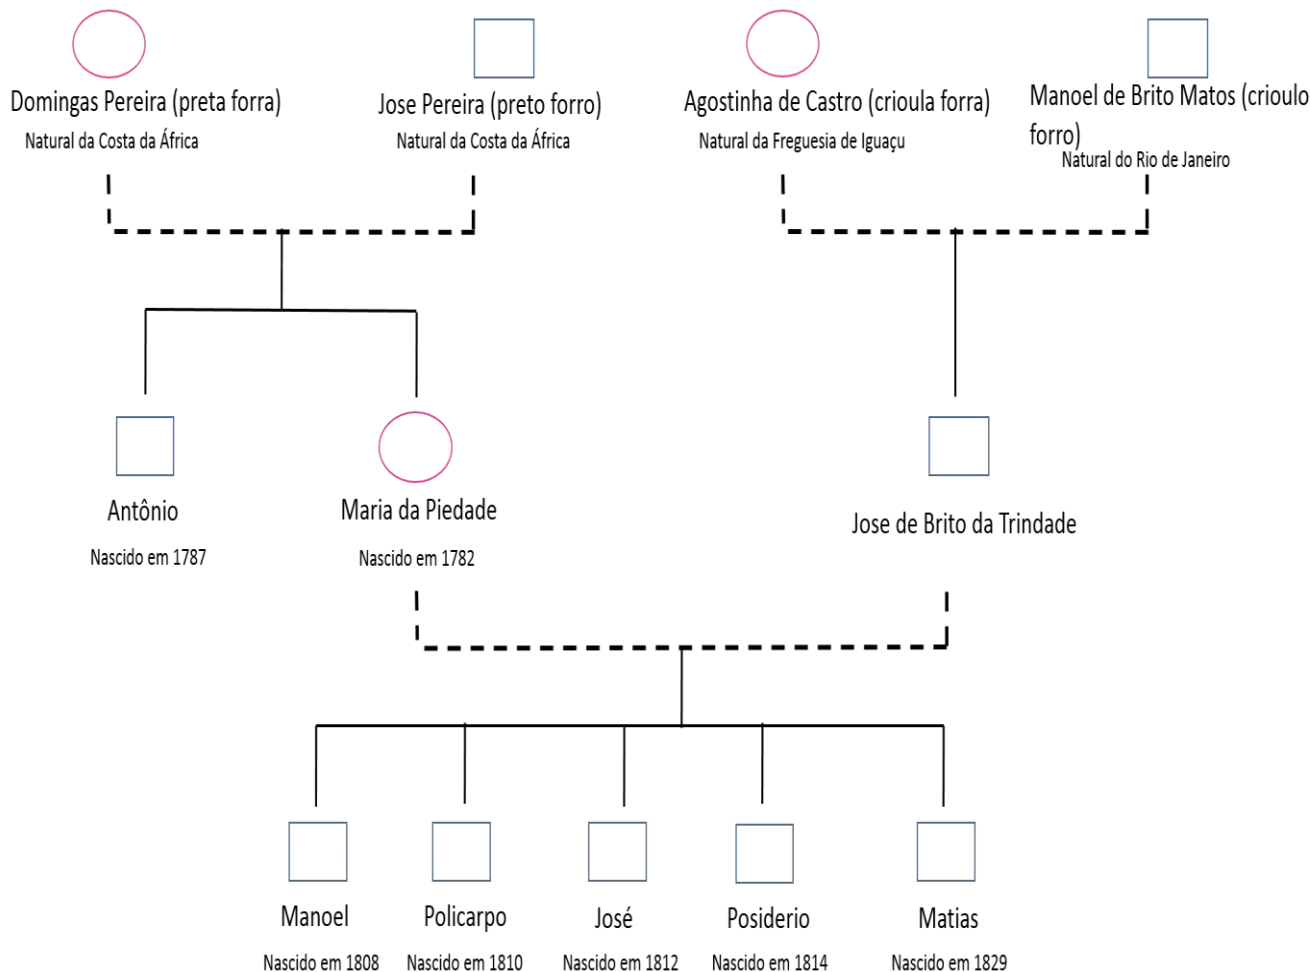 Domingas Pereira (preta forra)
Natural da Costa da África
Jose Pereira (preto forro)
Natural da Costa da África
Agostinha de Castro (crioula forra)
Natural da Freguesia de Iguaçu
Manoel de Brito Matos (crioulo
forro)
Natural do Rio de Janeiro
Antônio
Nascido em 1787
Maria da Piedade
Nascido em 1782
Jose de Brito da Trindade
Manoel
Nascido em 1808
Policarpo
Nascido em 1810
José
Nascido em 1812
Posiderio
Nascido em 1814
Matias
Nascido em 1829